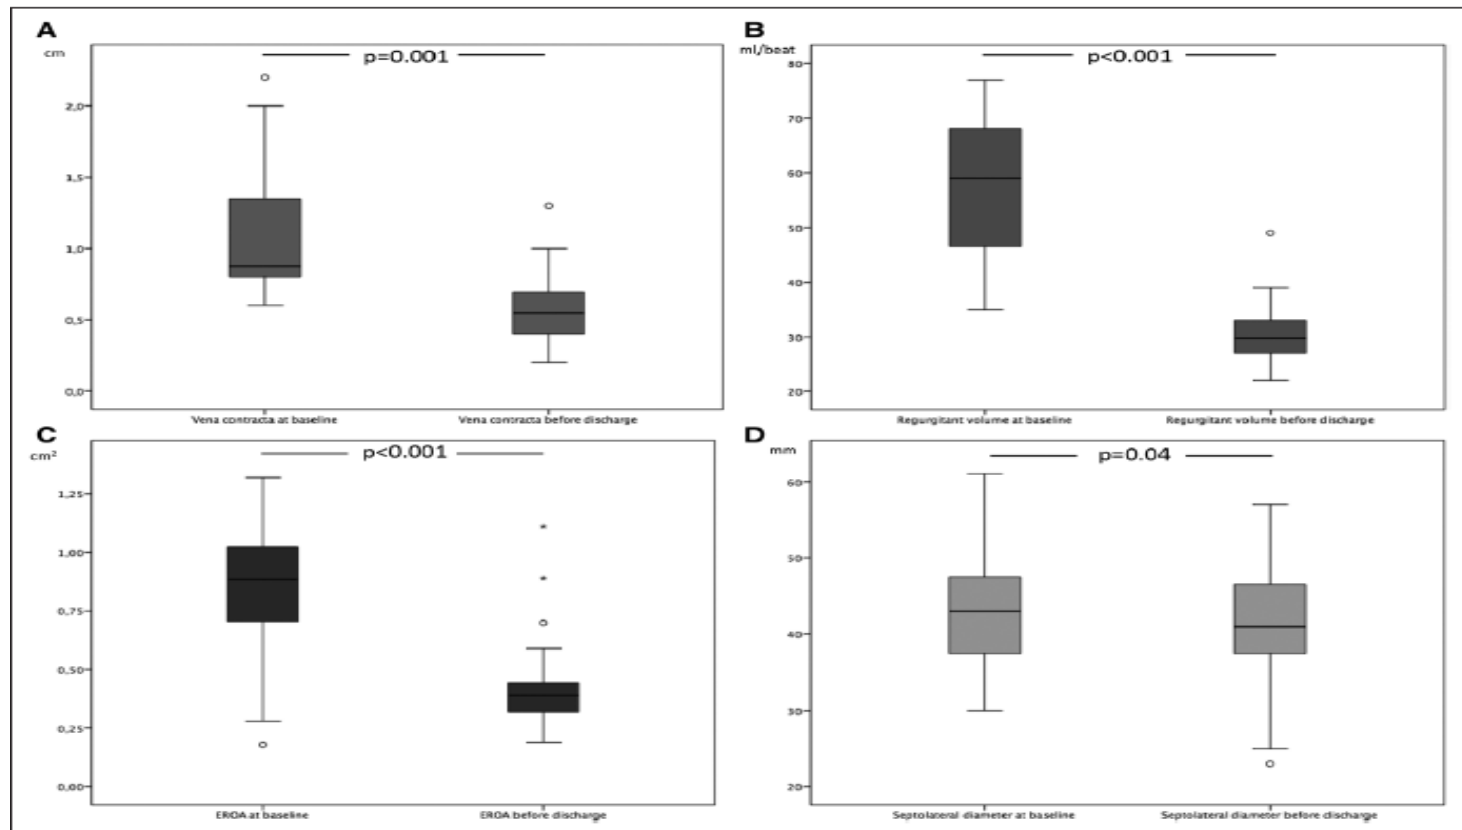 A
cm
p=0.001
2,0
1,5
1,0
0,5
0,0
Vena contracta at baseline
Vena contracta before discharge
B
ml/beat
p<0.001
80
70
60
50
40
30
20
Regurgitant volume at baseline
Regurgitant volume before discharge
C
cm²
p<0.001
1,25
1,00
0,75
0,50
0,25
0,00
EROA at baseline
EROA before discharge
D
mm
p=0.04
60
50
40
30
20
Septolateral diameter at baseline
Septolateral diameter before discharge